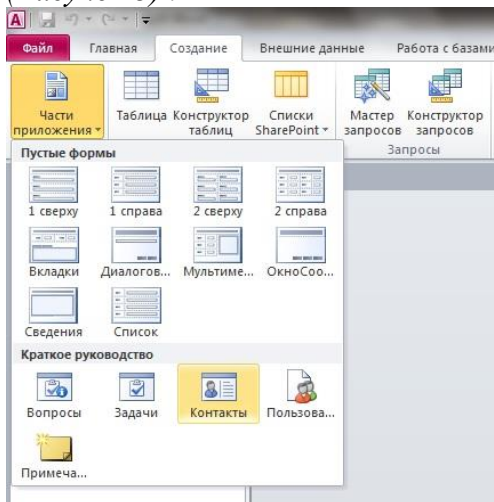 A
Файл Главная Создание Внешние данные Работа с базами
Части приложения Таблица Конструктор таблиц Списки SharePoint Мастер запросов Конструктор запросов
Запросы
Пустые формы
1 сверху 1 справа 2 сверху 2 справа
Вкладки Диалогов... Мультиме... ОкноСоо...
Сведения Список
Краткое руководство
Вопросы Задачи Контакты Пользова...
Примеча...